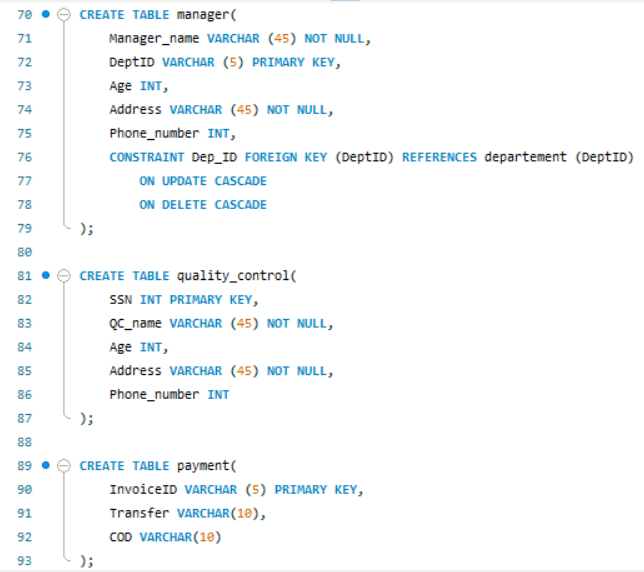 70 CREATE TABLE manager(
71 Manager_name VARCHAR (45) NOT NULL,
72 DeptID VARCHAR (5) PRIMARY KEY,
73 Age INT,
74 Address VARCHAR (45) NOT NULL,
75 Phone_number INT,
76 CONSTRAINT Dep_ID FOREIGN KEY (DeptID) REFERENCES departement (DeptID)
77 ON UPDATE CASCADE
78 ON DELETE CASCADE
79 );
80
81 CREATE TABLE quality_control(
82 SSN INT PRIMARY KEY,
83 QC_name VARCHAR (45) NOT NULL,
84 Age INT,
85 Address VARCHAR (45) NOT NULL,
86 Phone_number INT
87 );
88
89 CREATE TABLE payment(
90 InvoiceID VARCHAR (5) PRIMARY KEY,
91 Transfer VARCHAR(10),
92 COD VARCHAR(10)
93 );